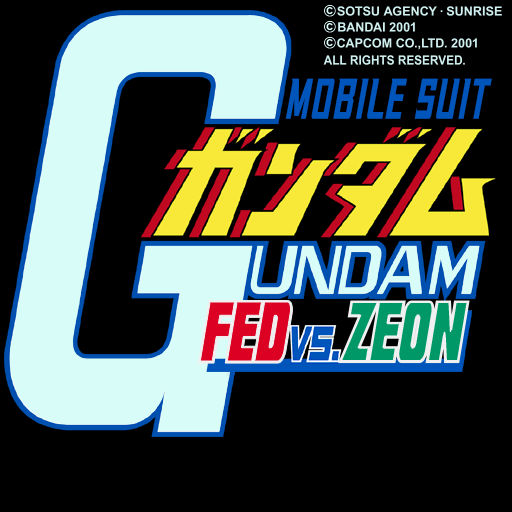 ©SOTSU AGENCY · SUNRISE
©BANDAI 2001
©CAPCOM CO.,LTD. 2001
ALL RIGHTS RESERVED.
MOBILE SUIT
ガンダム
GUNDAM
FED VS. ZEON